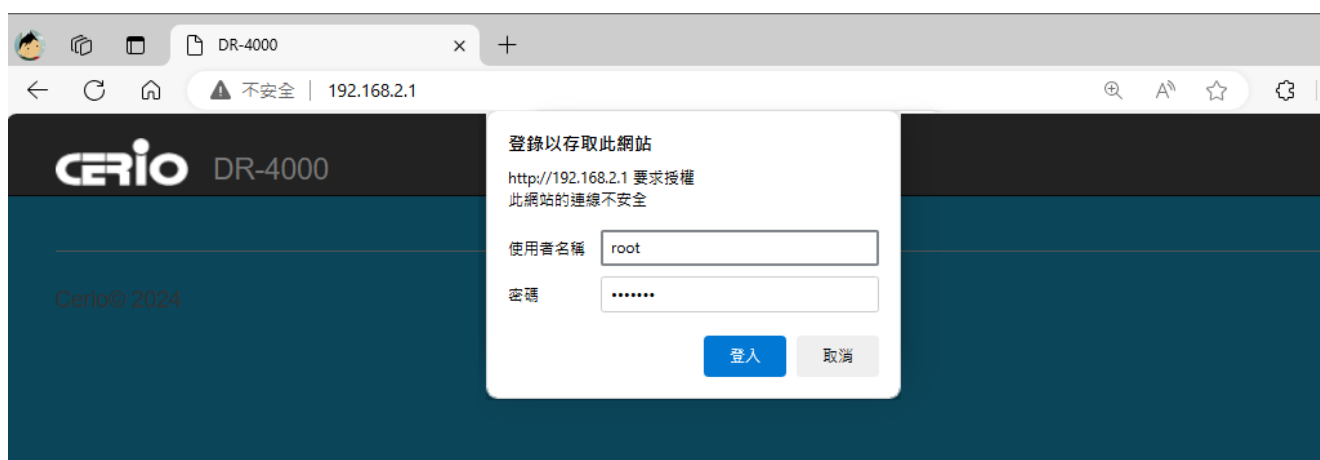 DR-4000
不安全 | 192.168.2.1
CERIO DR-4000
登錄以存取此網站
http://192.168.2.1 要求授權
此網站的連線不安全
使用者名稱 root
密碼 •••••••
登入 取消
Cerio© 2024